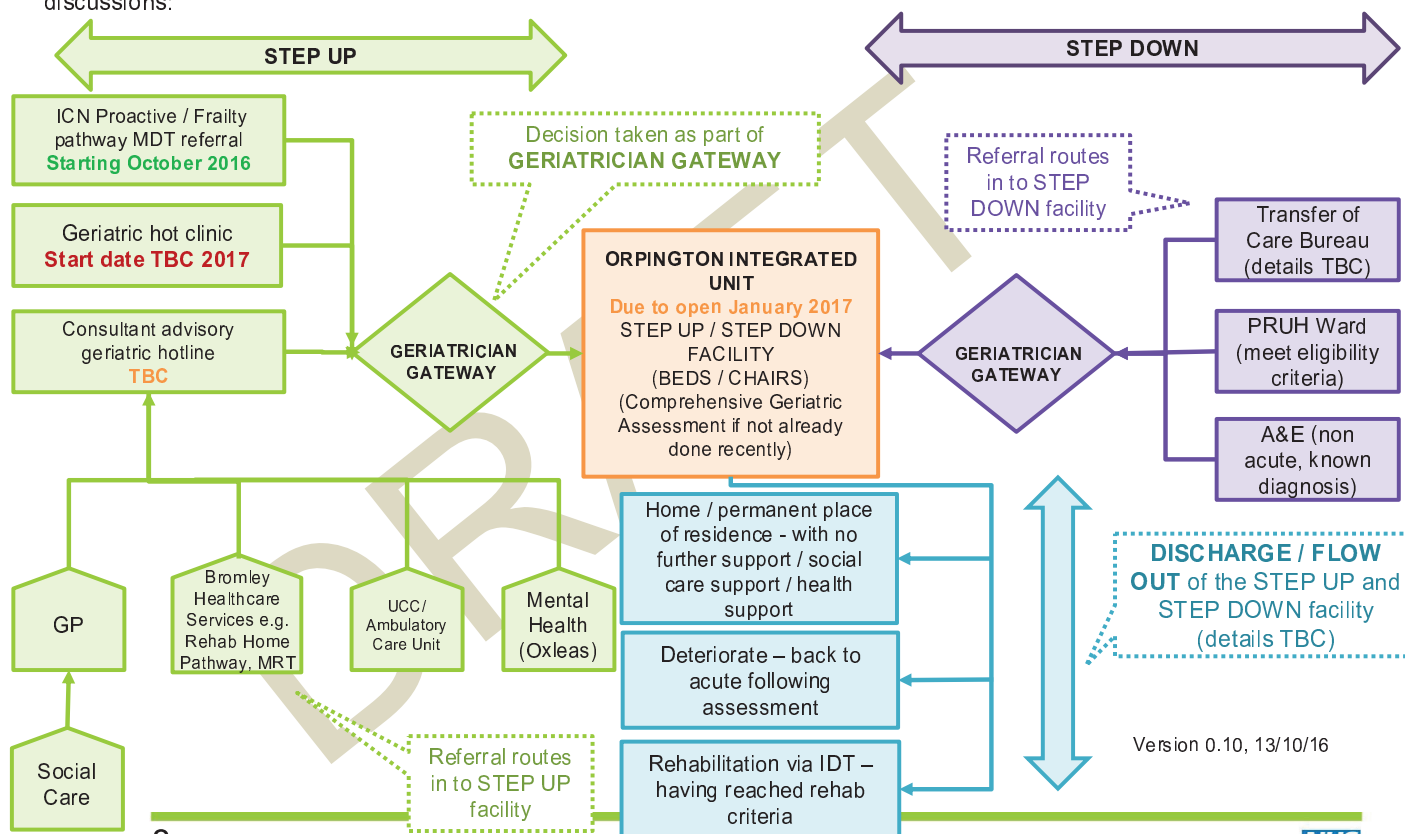 discussions:
STEP UP
STEP DOWN
ICN Proactive / Frailty
pathway MDT referral
Starting October 2016
Geriatric hot clinic
Start date TBC 2017
Consultant advisory
geriatric hotline
TBC
Decision taken as part of
GERIATRICIAN GATEWAY
GERIATRICIAN
GATEWAY
ORPINGTON INTEGRATED
UNIT
Due to open January 2017
STEP UP / STEP DOWN
FACILITY
(BEDS / CHAIRS)
(Comprehensive Geriatric
Assessment if not already
done recently)
Referral routes
in to STEP
DOWN facility
GERIATRICIAN
GATEWAY
Transfer of
Care Bureau
(details TBC)
PRUH Ward
(meet eligibility
criteria)
A&E (non
acute, known
diagnosis)
GP
Bromley
Healthcare
Services e.g.
Rehab Home
Pathway, MRT
UCC/
Ambulatory
Care Unit
Mental
Health
(Oxleas)
Social
Care
Referral routes
in to STEP UP
facility
Home / permanent place
of residence - with no
further support / social
care support / health
support
Deteriorate – back to
acute following
assessment
Rehabilitation via IDT –
having reached rehab
criteria
DISCHARGE / FLOW
OUT of the STEP UP and
STEP DOWN facility
(details TBC)
Version 0.10, 13/10/16
DRAFT